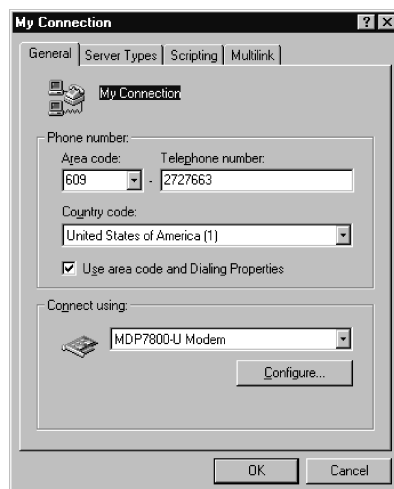 My Connection
General Server Types Scripting Multilink
My Connection
Phone number:
Area code: Telephone number:
609 - 2727663
Country code:
United States of America (1)
Use area code and Dialing Properties
Connect using:
MDP7800-U Modem
Configure...
OK Cancel